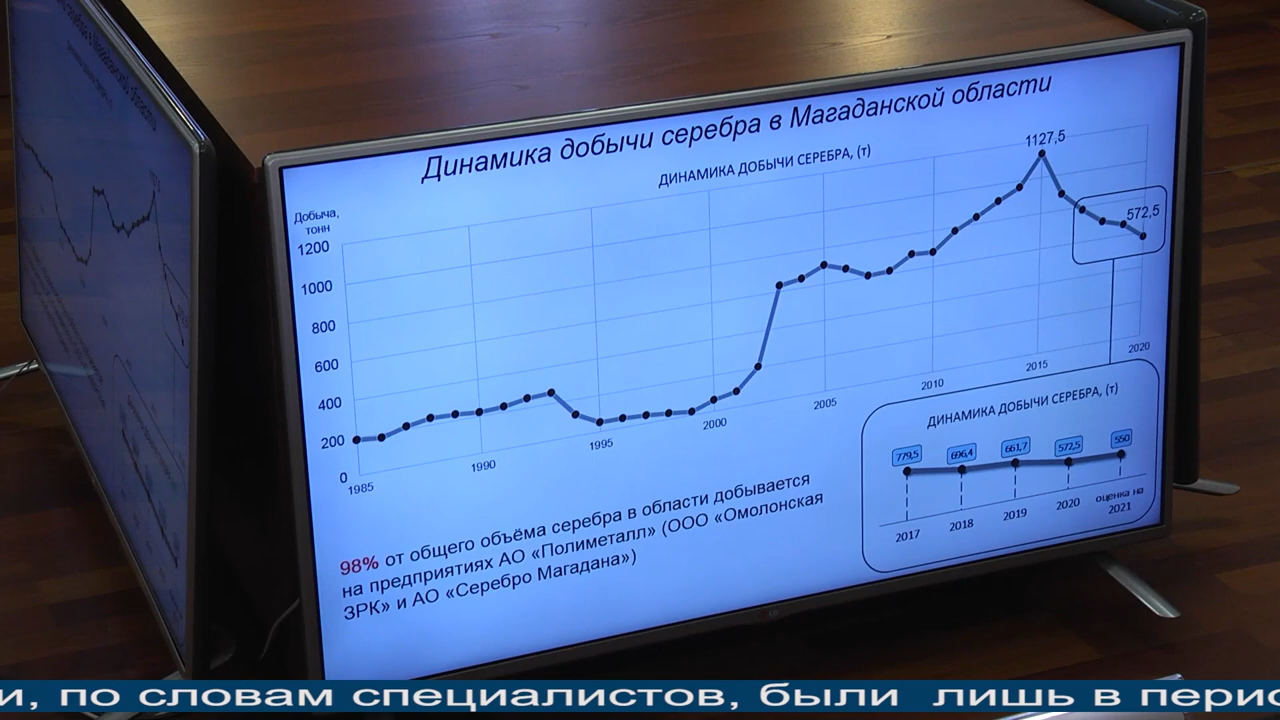 Динамика добычи серебра в Магаданской области
ДИНАМИКА ДОБЫЧИ СЕРЕБРА, (т)
Добыча,
тонн
1200
1000
800
600
400
200
0
1985
1990
1995
2000
2005
2010
2015
2020
1127,5
572,5
98% от общего объёма серебра в области добывается
на предприятиях АО «Полиметалл» (ООО «Омолонская
ЗРК» и АО «Серебро Магадана»)
ДИНАМИКА ДОБЫЧИ СЕРЕБРА, (т)
779,5 696,4 661,7 572,5 550
2017 2018 2019 2020 оценка на
2021
LG
и, по словам специалистов, были лишь в перио